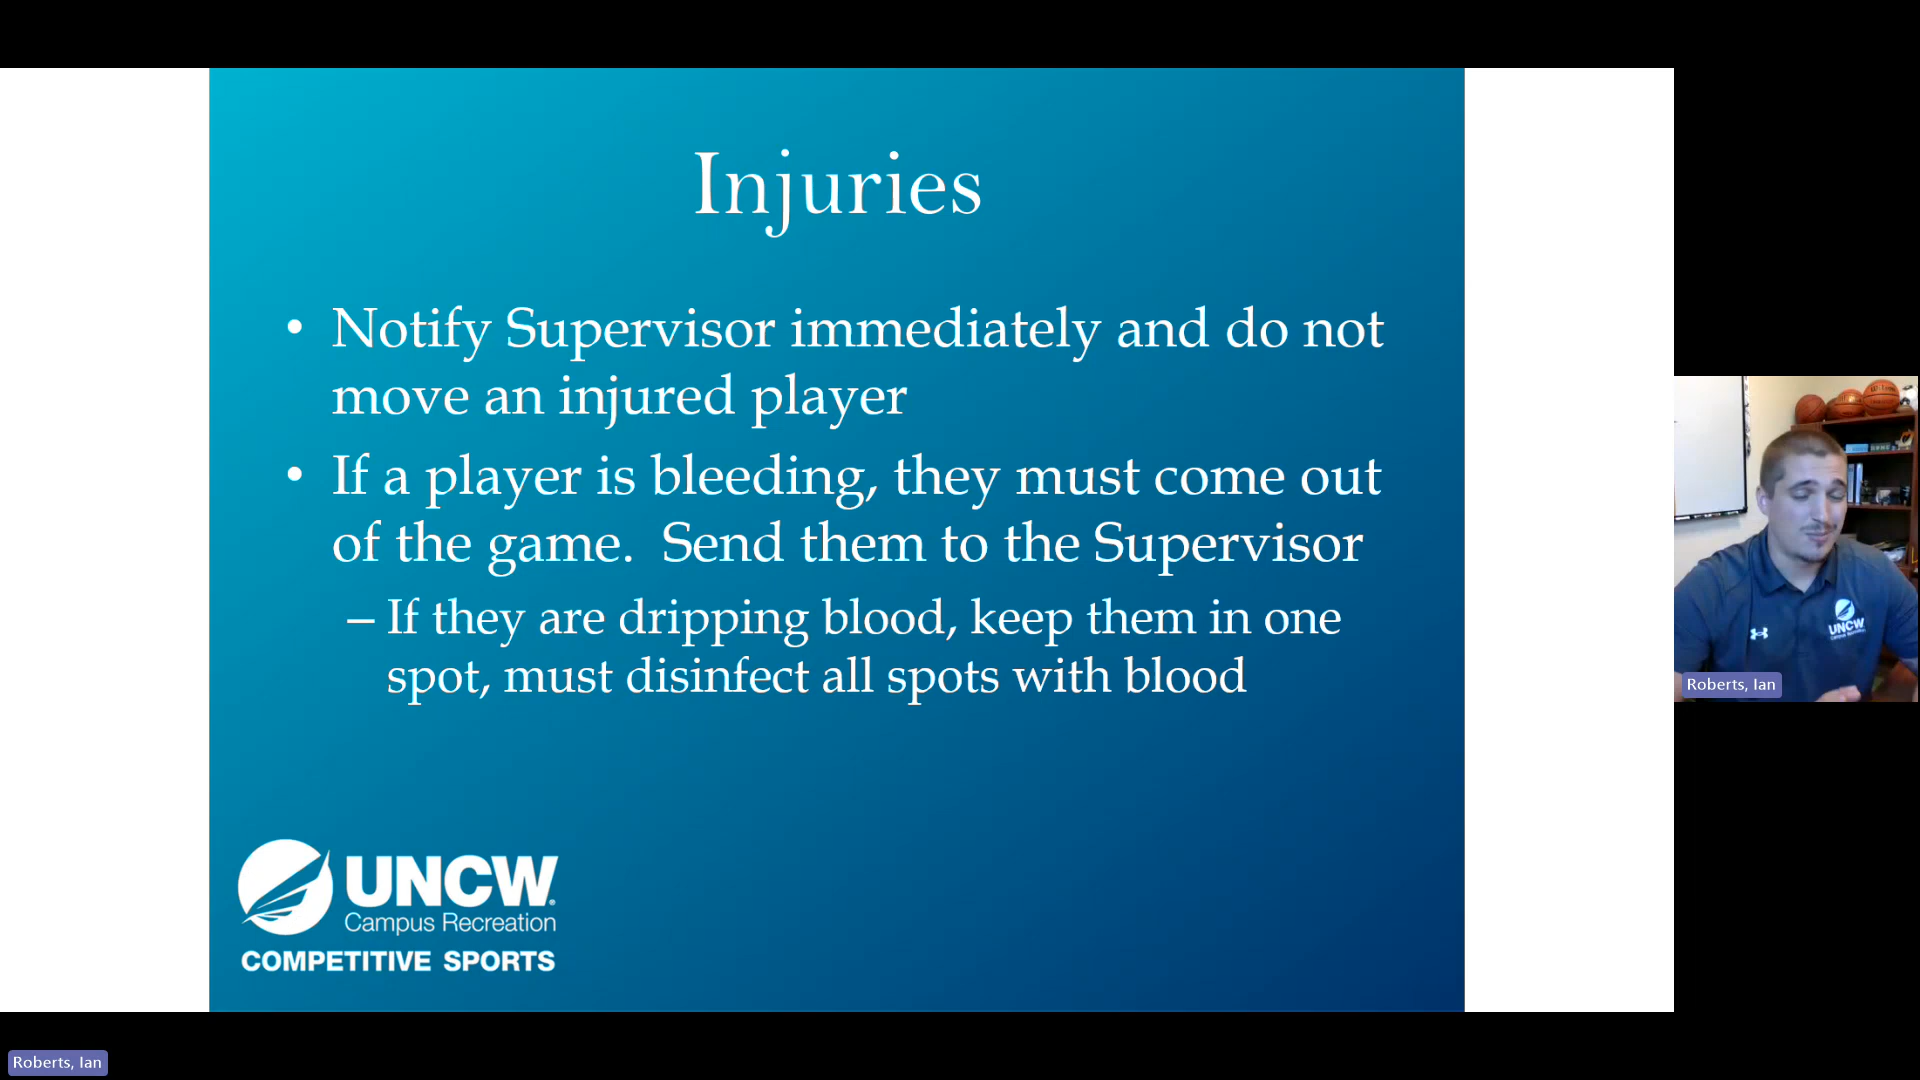 Injuries
• Notify Supervisor immediately and do not
move an injured player
• If a player is bleeding, they must come out
of the game.  Send them to the Supervisor
– If they are dripping blood, keep them in one
spot, must disinfect all spots with blood
UNCW
Campus Recreation
COMPETITIVE SPORTS
UNCW
Roberts, Ian
Roberts, Ian